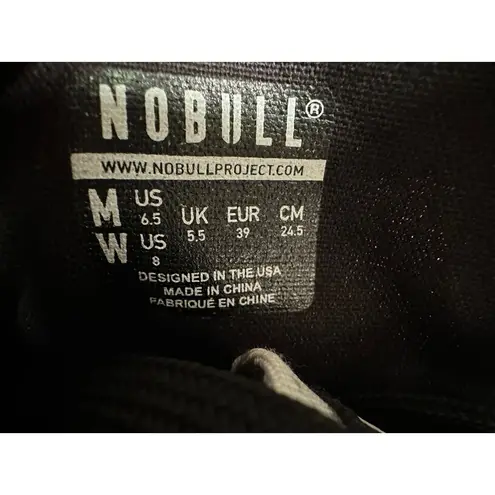 NOBULL®
WWW.NOBULLPROJECT.COM
M US 6.5 UK 5.5 EUR 39 CM 24.5
W US 8
DESIGNED IN THE USA
MADE IN CHINA
FABRIQUÉ EN CHINE